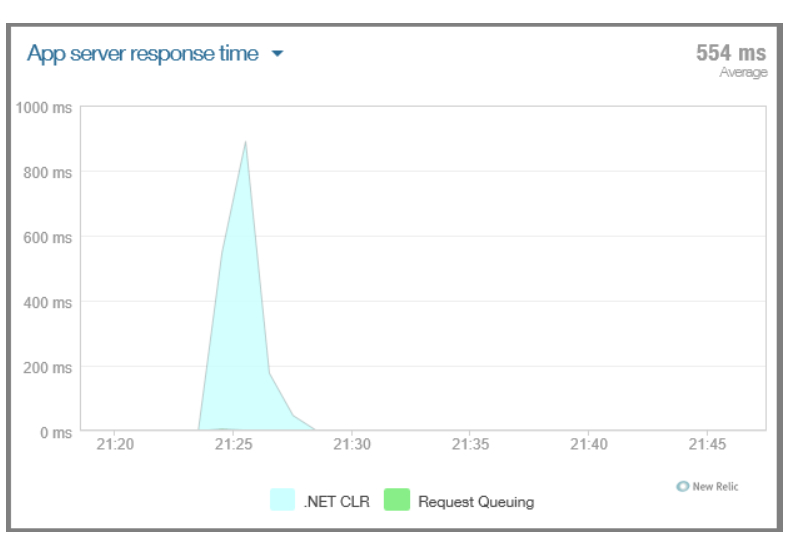 App server response time
554 ms
Average
1000 ms
800 ms
600 ms
400 ms
200 ms
0 ms
21:20 21:25 21:30 21:35 21:40 21:45
.NET CLR Request Queuing
New Relic